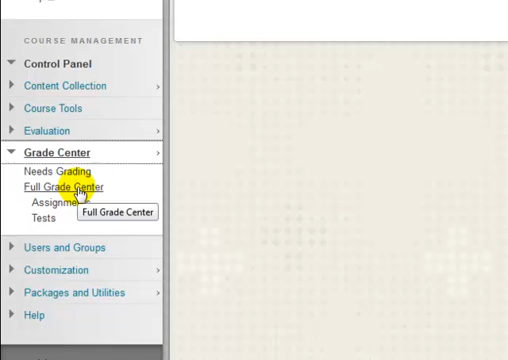 COURSE MANAGEMENT
Control Panel
Content Collection
Course Tools
Evaluation
Grade Center
Needs Grading
Full Grade Center
Full Grade Center
Tests
Users and Groups
Customization
Packages and Utilities
Help